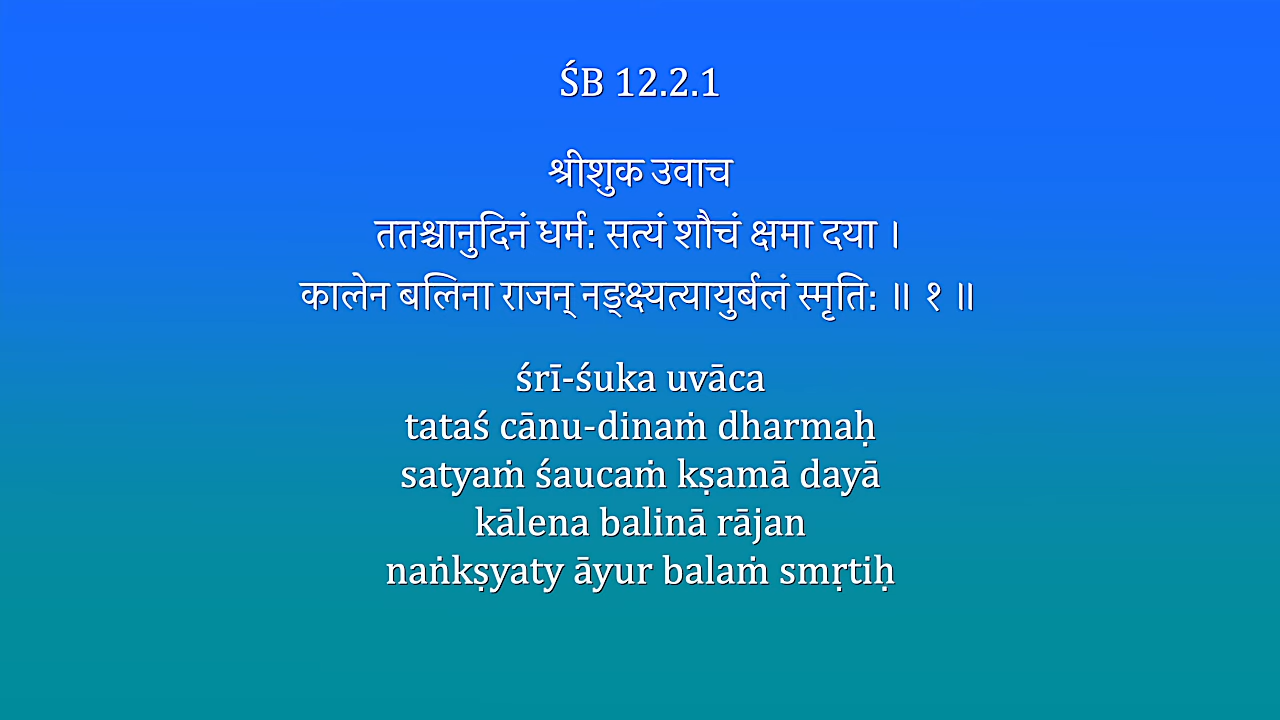 ŚB 12.2.1
श्रीशुक उवाच
ततश्चानुदिनं धर्म: सत्यं शौचं क्षमा दया ।
कालेन बलिना राजन् नङ्‌क्ष्यत्यायुर्बलं स्मृति: ॥ १ ॥
śrī-śuka uvāca
tataś cānu-dinaṁ dharmaḥ
satyaṁ śaucaṁ kṣamā dayā
kālena balinā rājan
naṅkṣyaty āyur balaṁ smṛtiḥ